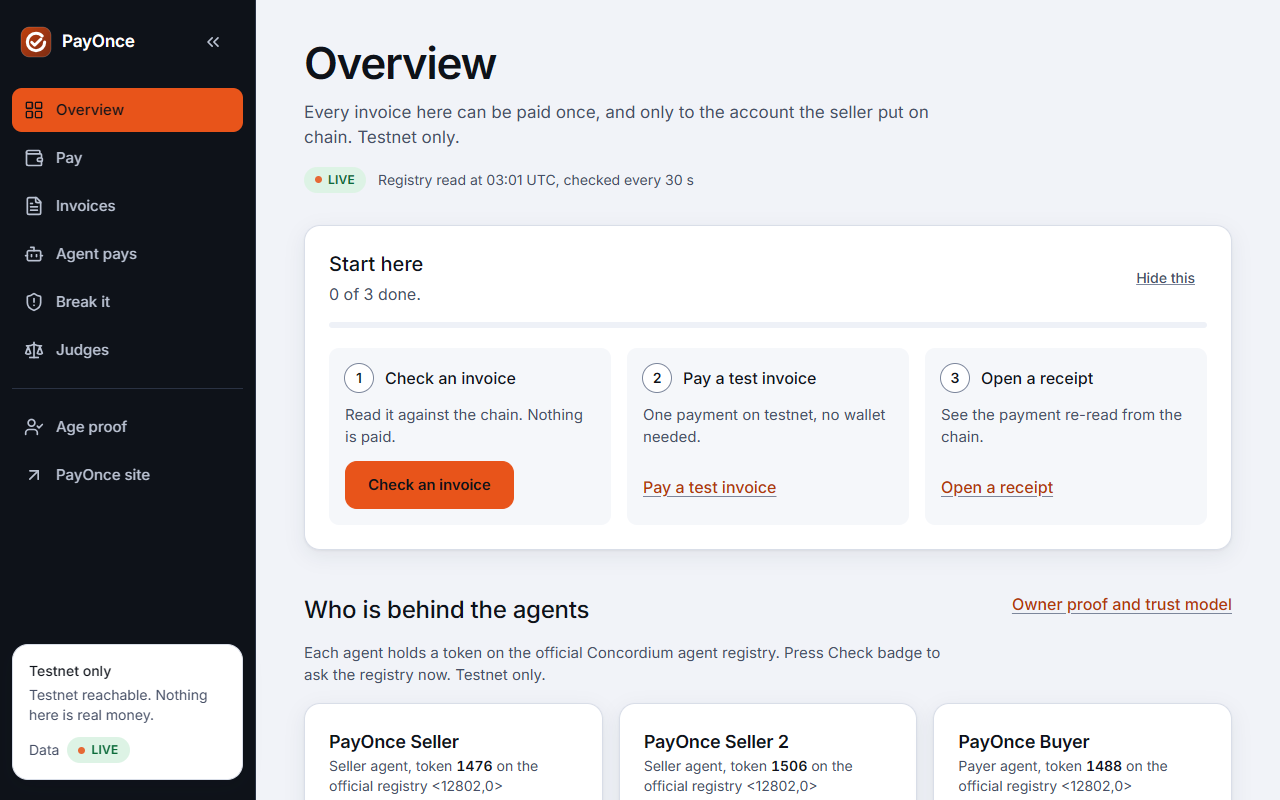 PayOnce
Overview
Pay
Invoices
Agent pays
Break it
Judges
Age proof
PayOnce site
Testnet only
Testnet reachable. Nothing
here is real money.
Data LIVE
Overview
Every invoice here can be paid once, and only to the account the seller put on
chain. Testnet only.
LIVE Registry read at 03:01 UTC, checked every 30 s
Start here
0 of 3 done.
Hide this
1 Check an invoice
Read it against the chain. Nothing
is paid.
Check an invoice
2 Pay a test invoice
One payment on testnet, no wallet
needed.
Pay a test invoice
3 Open a receipt
See the payment re-read from the
chain.
Open a receipt
Who is behind the agents
Owner proof and trust model
Each agent holds a token on the official Concordium agent registry. Press Check badge to
ask the registry now. Testnet only.
PayOnce Seller
Seller agent, token 1476 on the
official registry <12802,0>
PayOnce Seller 2
Seller agent, token 1506 on the
official registry <12802,0>
PayOnce Buyer
Payer agent, token 1488 on the
official registry <12802,0>